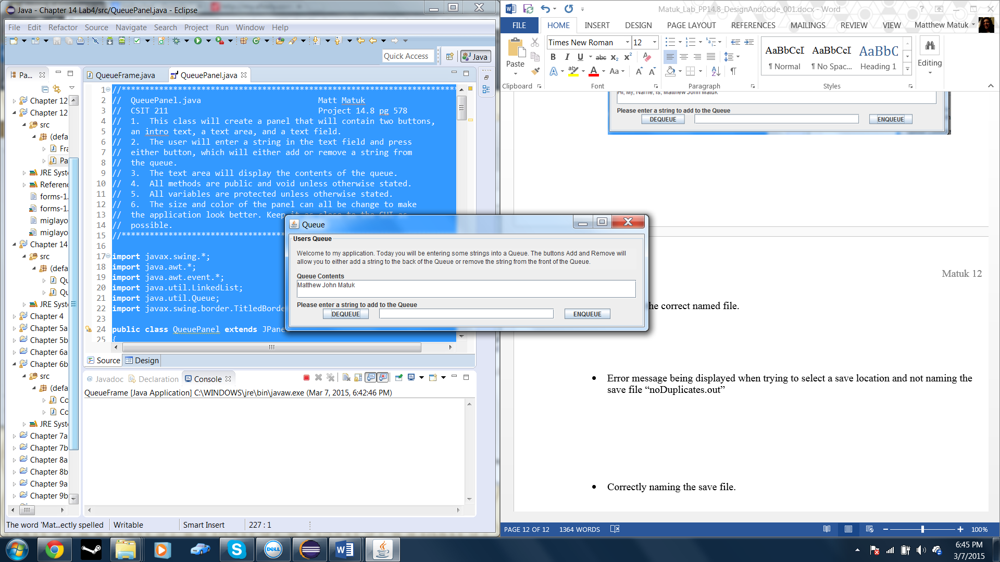 Java - Chapter 14 Lab4/src/QueuePanel.java - Eclipse
File Edit Refactor Source Navigate Search Project Run Window Help
Quick Access
Java
Pa...
Chapter 12
Chapter 12
src
(defa
Fra
Pa
JRE Syste
Referenc
forms-1.
forms-1.
miglayo
miglayo
Chapter 14
src
(defa
Qu
Qu
JRE Syste
Chapter 4
Chapter 5a
Chapter 5b
Chapter 6a
Chapter 6b
src
(defa
Co
Co
JRE Syste
Chapter 7a
Chapter 7b
Chapter 8a
Chapter 8b
Chapter 9a
Chapter 9b
QueueFrame.java
QueuePanel.java
1 //************************************************************************
2 // QueuePanel.java Matt Matuk
3 // CSIT 211 Project 14.8 pg 578
4 // 1. This class will create a panel that will contain two buttons,
5 // an intro text, a text area, and a text field.
6 // 2. The user will enter a string in the text field and press
7 // either button, which will either add or remove a string from
8 // the queue.
9 // 3. The text area will display the contents of the queue.
10 // 4. All methods are public and void unless otherwise stated.
11 // 5. All variables are protected unless otherwise stated.
12 // 6. The size and color of the panel can all be change to make
13 // the application look better. Keep it as close to the GUI as
14 // possible.
15 //***********************************
16
17 import javax.swing.*;
18 import java.awt.*;
19 import java.awt.event.*;
20 import java.util.LinkedList;
21 import java.util.Queue;
22 import javax.swing.border.TitledBorde
23
24 public class QueuePanel extends JPane
25 {
Source
Design
Javadoc
Declaration
Console
QueueFrame [Java Application] C:\WINDOWS\jre\bin\javaw.exe (Mar 7, 2015, 6:42:46 PM)
The word 'Mat...ectly spelled
Writable
Smart Insert
227 : 1
Queue
Users Queue
Welcome to my application. Today you will be entering some strings into a Queue. The buttons Add and Remove will
allow you to either add a string to the back of the Queue or remove the string from the front of the Queue.
Queue Contents
Matthew John Matuk
Please enter a string to add to the Queue
DEQUEUE
ENQUEUE
Matuk_Lab_PP14.8_DesignAndCode_001.docx - Word
FILE HOME INSERT DESIGN PAGE LAYOUT REFERENCES MAILINGS REVIEW VIEW Matthew Matuk
Paste
Times New Roman
12
B I U abc X2 X2
A A Aa A A
AaBbCcI AaBbCcI AaBbC
¶ Normal ¶ No Spac... Heading 1
Editing
Clipboard
Font
Paragraph
Styles
Hi, My, Name, Is, Matthew John Matuk
Please enter a string to add to the Queue
DEQUEUE
ENQUEUE
Matuk 12
he correct named file.
• Error message being displayed when trying to select a save location and not naming the
save file “noDuplicates.out”
• Correctly naming the save file.
PAGE 12 OF 12
1364 WORDS
100%
DELL
6:45 PM
3/7/2015